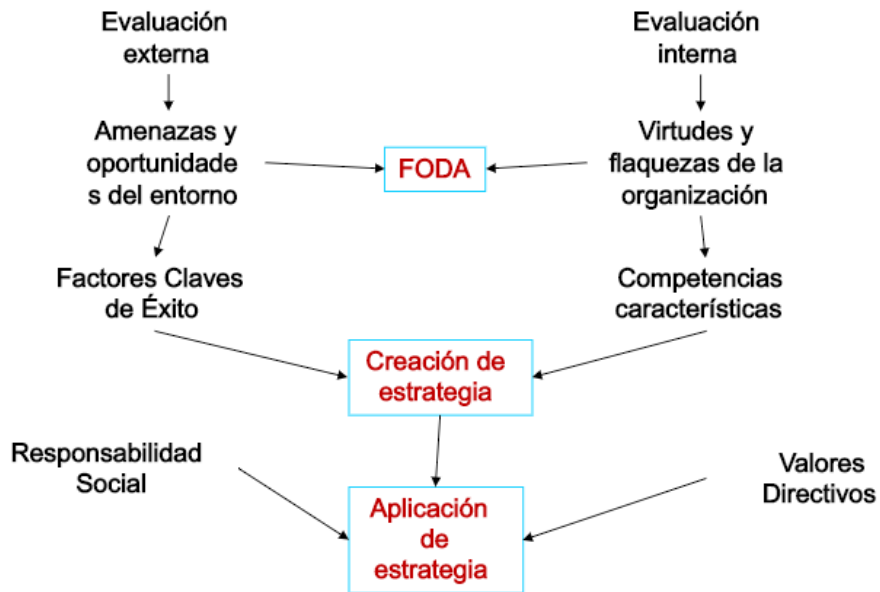 Evaluación
externa
Evaluación
interna
Amenazas y
oportunidade
s del entorno
FODA
Virtudes y
flaquezas de la
organización
Factores Claves
de Éxito
Competencias
características
Creación de
estrategia
Responsabilidad
Social
Valores
Directivos
Aplicación
de
estrategia